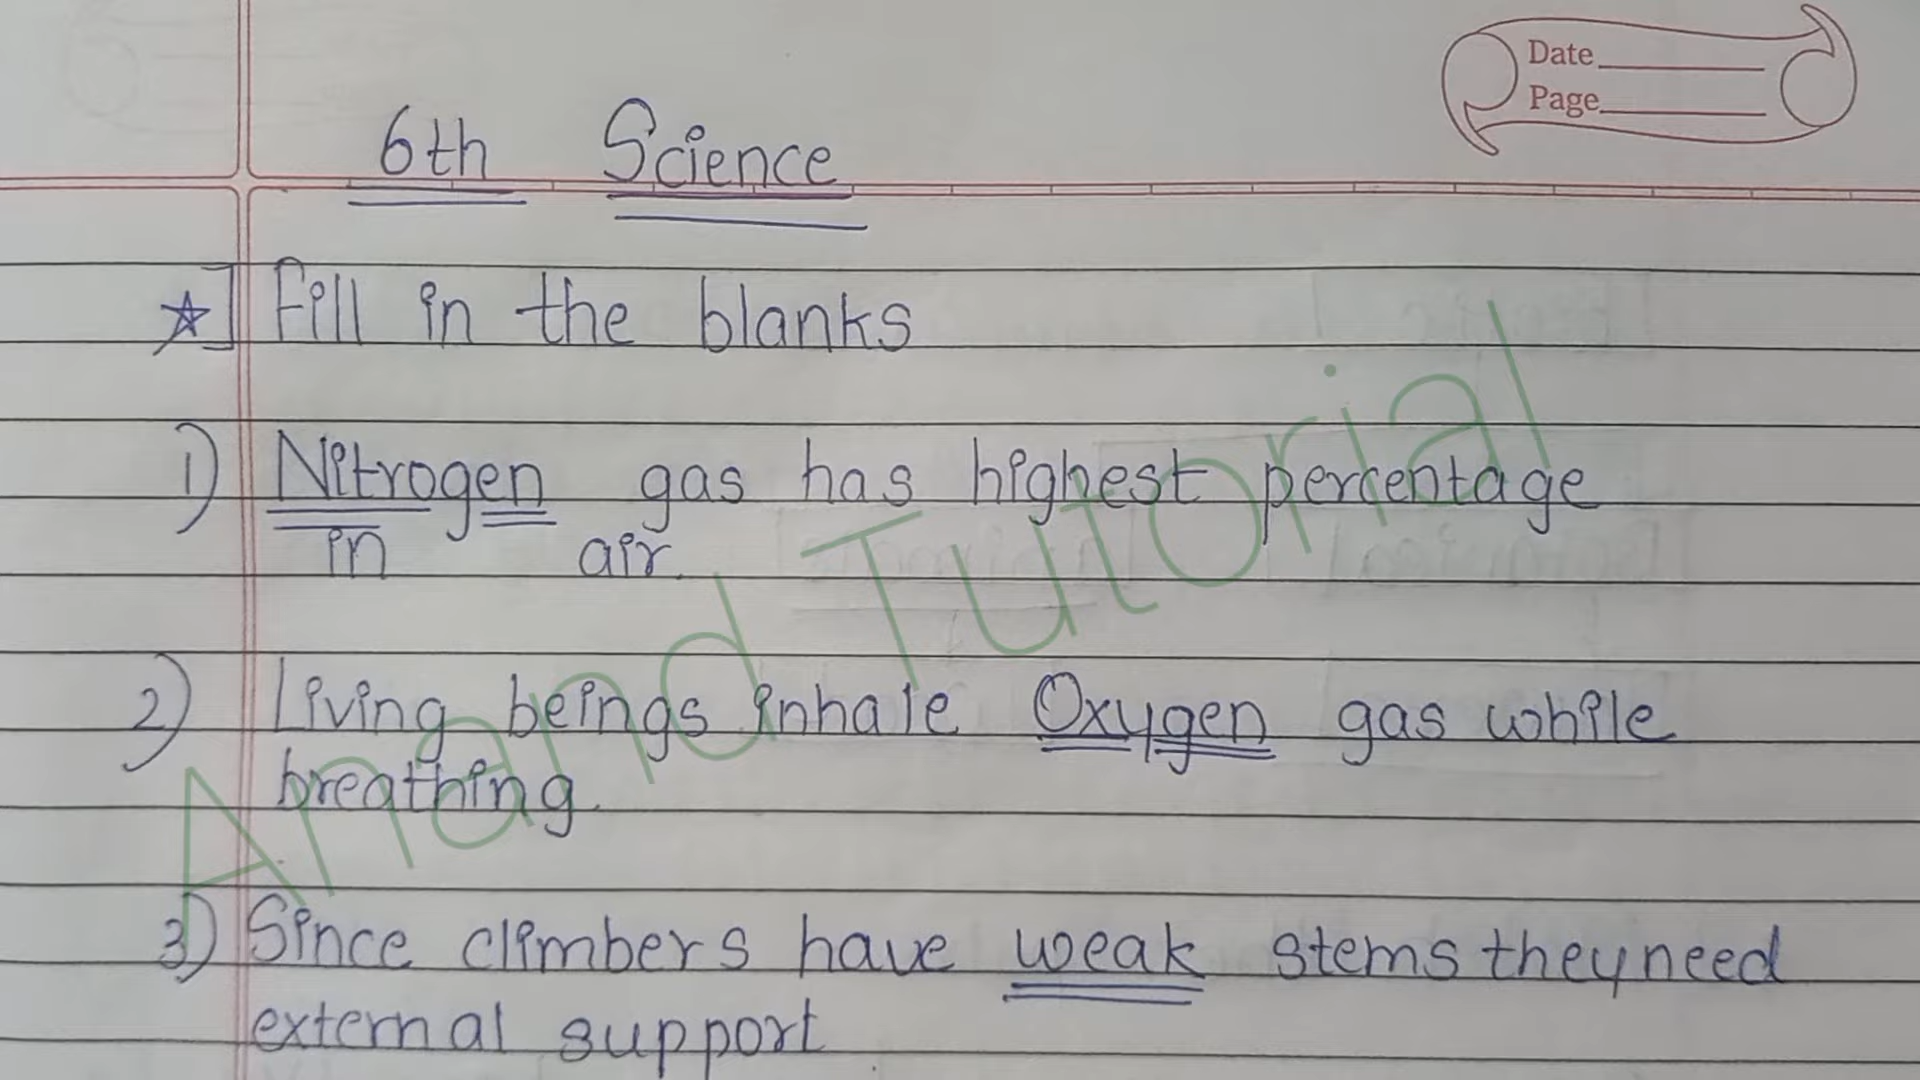 Date
Page
6th Science
☆] Fill in the blanks
1) Nitrogen gas has highest percentage
in air.
2) Living beings inhale Oxygen gas while
breathing.
3) Since climbers have weak stems they need
external support
Anand Tutorial